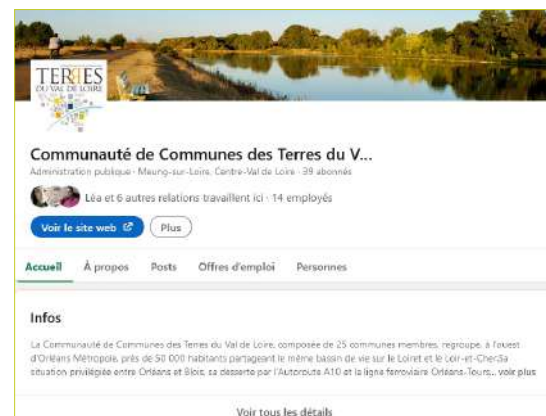 TERRES
DU VAL DE LOIRE
Communauté de Communes des Terres du V...
Administration publique · Meung-sur-Loire, Centre-Val de Loire · 39 abonnés
Léa et 6 autres relations travaillent ici · 14 employés
Voir le site web
Plus
Accueil
À propos
Posts
Offres d'emploi
Personnes
Infos
La Communauté de Communes des Terres du Val de Loire, composée de 25 communes membres, regroupe, à l'ouest
d'Orléans Métropole, près de 50 000 habitants partageant le même bassin de vie sur le Loiret et le Loir-et-Cher.Sa
situation privilégiée entre Orléans et Blois, sa desserte par l'Autoroute A10 et la ligne ferroviaire Orléans-Tours... voir plus
Voir tous les détails